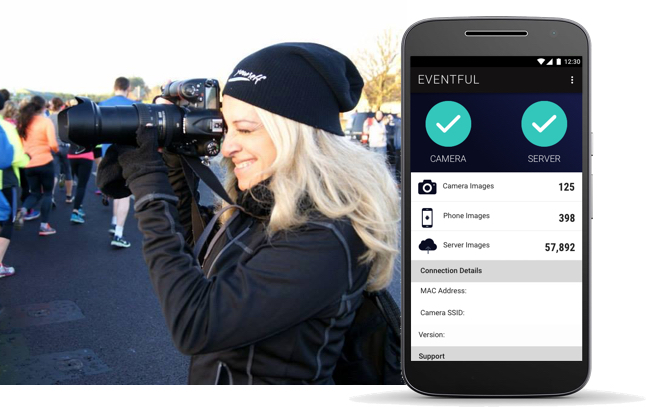 12:30
EVENTFUL
CAMERA
SERVER
Camera Images 125
Phone Images 398
Server Images 57,892
Connection Details
MAC Address:
Camera SSID:
Version:
Support